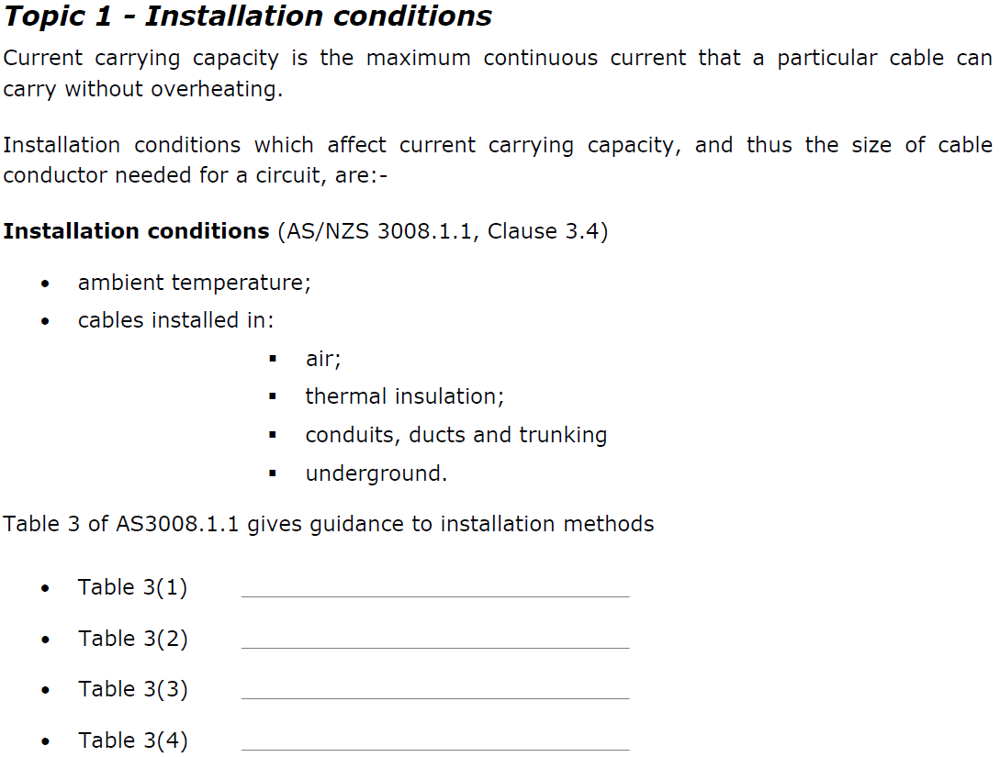 Topic 1 - Installation conditions
Current carrying capacity is the maximum continuous current that a particular cable can
carry without overheating.
Installation conditions which affect current carrying capacity, and thus the size of cable
conductor needed for a circuit, are:-
Installation conditions (AS/NZS 3008.1.1, Clause 3.4)
• ambient temperature;
• cables installed in:
▪ air;
▪ thermal insulation;
▪ conduits, ducts and trunking
▪ underground.
Table 3 of AS3008.1.1 gives guidance to installation methods
• Table 3(1)
• Table 3(2)
• Table 3(3)
• Table 3(4)